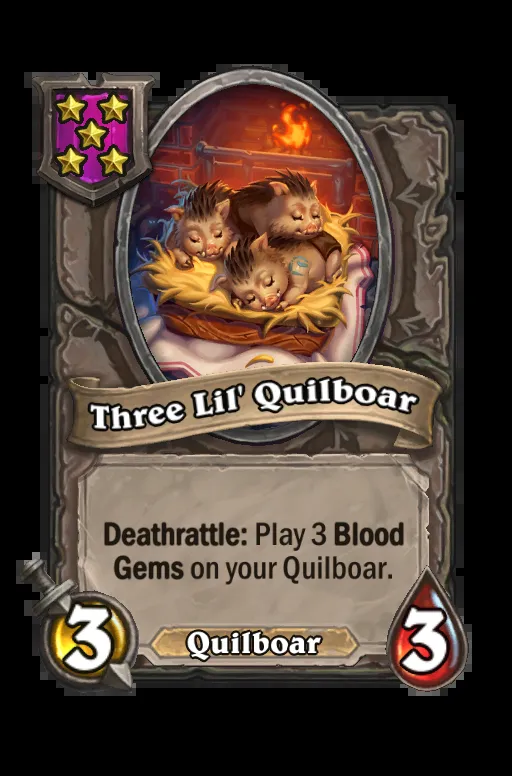 Three Lil' Quilboar
Deathrattle: Play 3 Blood
Gems on your Quilboar.
3
Quilboar
3